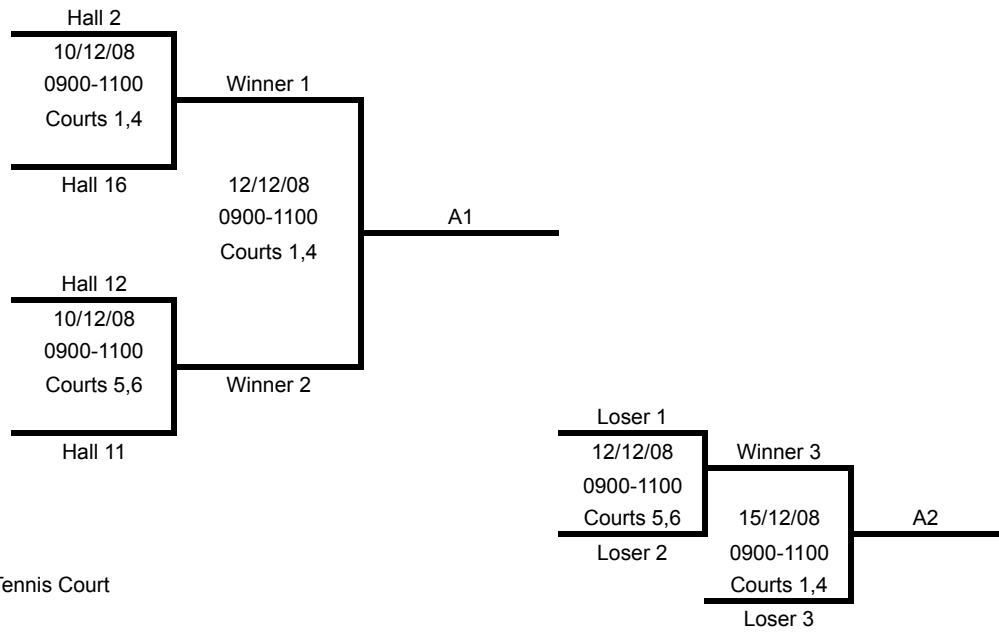 Hall 2
10/12/08
0900-1100
Courts 1,4
Hall 16
Winner 1
12/12/08
0900-1100
Courts 1,4
A1
Hall 12
10/12/08
0900-1100
Courts 5,6
Hall 11
Winner 2
Loser 1
12/12/08
0900-1100
Courts 5,6
Loser 2
Winner 3
15/12/08
0900-1100
Courts 1,4
Loser 3
A2
Tennis Court